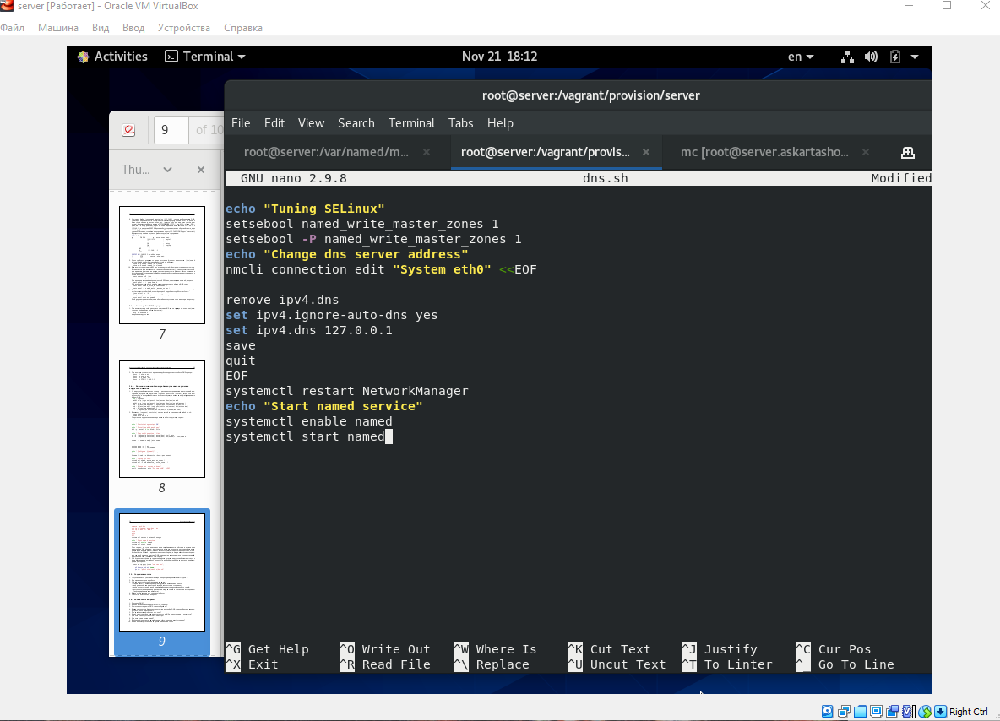 server [Работает] - Oracle VM VirtualBox
Файл Машина Вид Ввод Устройства Справка
Activities Terminal Nov 21 18:12 en
root@server:/vagrant/provision/server
9 of 10
File Edit View Search Terminal Tabs Help
Thu...
root@server:/var/named/m... root@server:/vagrant/provis... mc [root@server.askartasho...
GNU nano 2.9.8 dns.sh Modified
echo "Tuning SELinux"
setsebool named_write_master_zones 1
setsebool -P named_write_master_zones 1
echo "Change dns server address"
nmcli connection edit "System eth0" <<EOF
remove ipv4.dns
set ipv4.ignore-auto-dns yes
set ipv4.dns 127.0.0.1
save
quit
EOF
systemctl restart NetworkManager
echo "Start named service"
systemctl enable named
systemctl start named
7
8
9
^G Get Help ^O Write Out ^W Where Is ^K Cut Text ^J Justify ^C Cur Pos
^X Exit ^R Read File ^\ Replace ^U Uncut Text ^T To Linter ^_ Go To Line
Right Ctrl